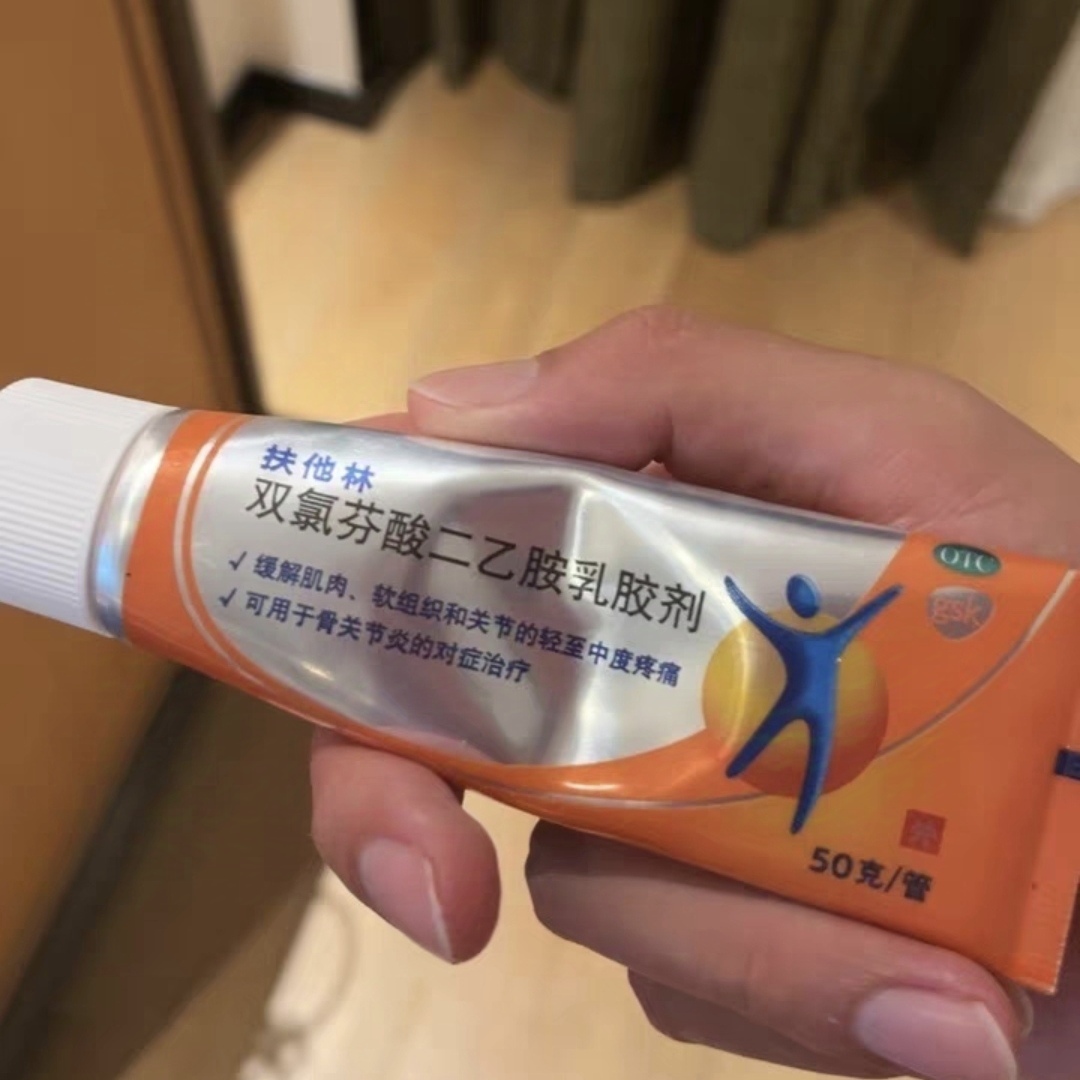 扶他林
双氯芬酸二乙胺乳胶剂
✓ 缓解肌肉、软组织和关节的轻至中度疼痛
✓ 可用于骨关节炎的对症治疗
OTC
gsk
外
50克/管